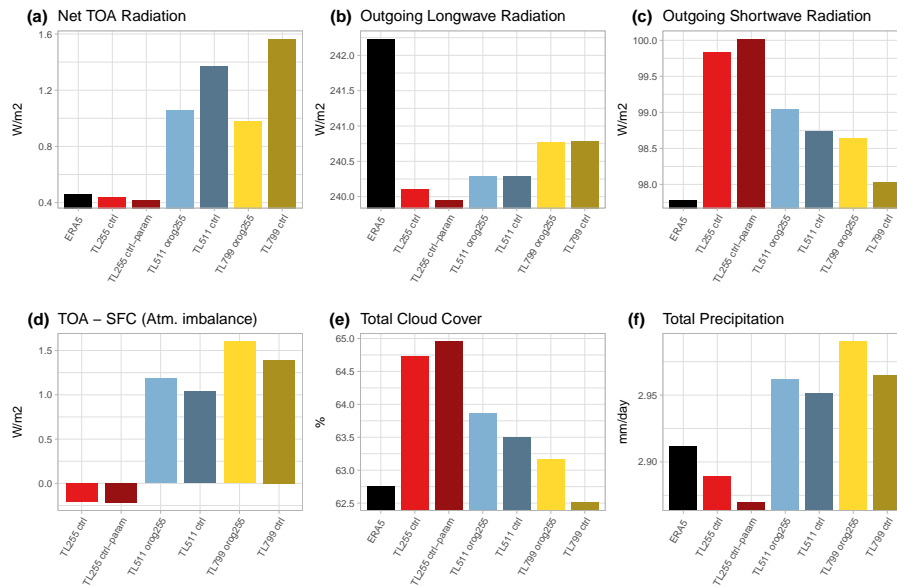 (a) Net TOA Radiation
W/m2
1.6
1.2
0.8
0.4
ERA5
TL255 ctrl
TL255 ctrl−param
TL511 orog255
TL511 ctrl
TL799 orog255
TL799 ctrl
(b) Outgoing Longwave Radiation
W/m2
242.0
241.5
241.0
240.5
240.0
ERA5
TL255 ctrl
TL255 ctrl−param
TL511 orog255
TL511 ctrl
TL799 orog255
TL799 ctrl
(c) Outgoing Shortwave Radiation
W/m2
100.0
99.5
99.0
98.5
98.0
ERA5
TL255 ctrl
TL255 ctrl−param
TL511 orog255
TL511 ctrl
TL799 orog255
TL799 ctrl
(d) TOA − SFC (Atm. imbalance)
W/m2
1.5
1.0
0.5
0.0
TL255 ctrl
TL255 ctrl−param
TL511 orog256
TL511 ctrl
TL799 orog256
TL799 ctrl
(e) Total Cloud Cover
%
65.0
64.5
64.0
63.5
63.0
62.5
ERA5
TL255 ctrl
TL255 ctrl−param
TL511 orog255
TL511 ctrl
TL799 orog255
TL799 ctrl
(f) Total Precipitation
mm/day
2.95
2.90
ERA5
TL255 ctrl
TL255 ctrl−param
TL511 orog255
TL511 ctrl
TL799 orog255
TL799 ctrl